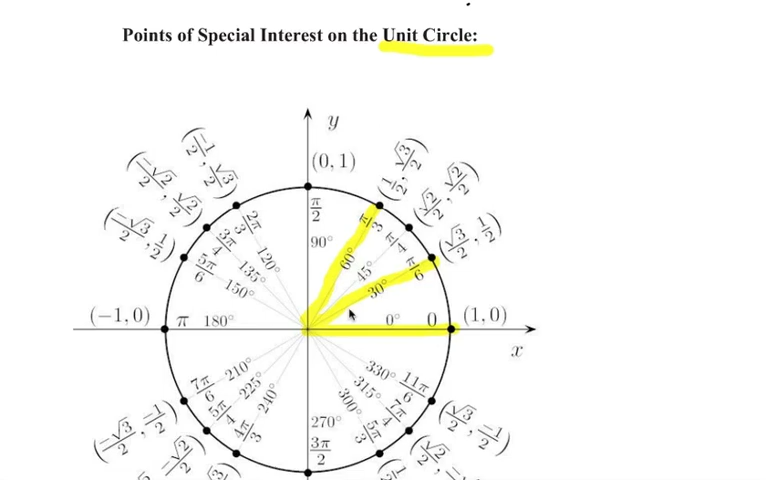 Points of Special Interest on the Unit Circle:
y
(0, 1)
(-1/2, √3/2)
(1/2, √3/2)
(-√2/2, √2/2)
(√2/2, √2/2)
(-√3/2, 1/2)
(√3/2, 1/2)
π/2
90°
2π/3 120°
60° π/3
3π/4 135°
45° π/4
5π/6 150°
30° π/6
(-1, 0) π 180°
0° 0 (1, 0)
x
7π/6 210°
330° 11π/6
5π/4 225°
315° 7π/4
4π/3 240°
300° 5π/3
270°
3π/2
(-√3/2, -1/2)
(√3/2, -1/2)